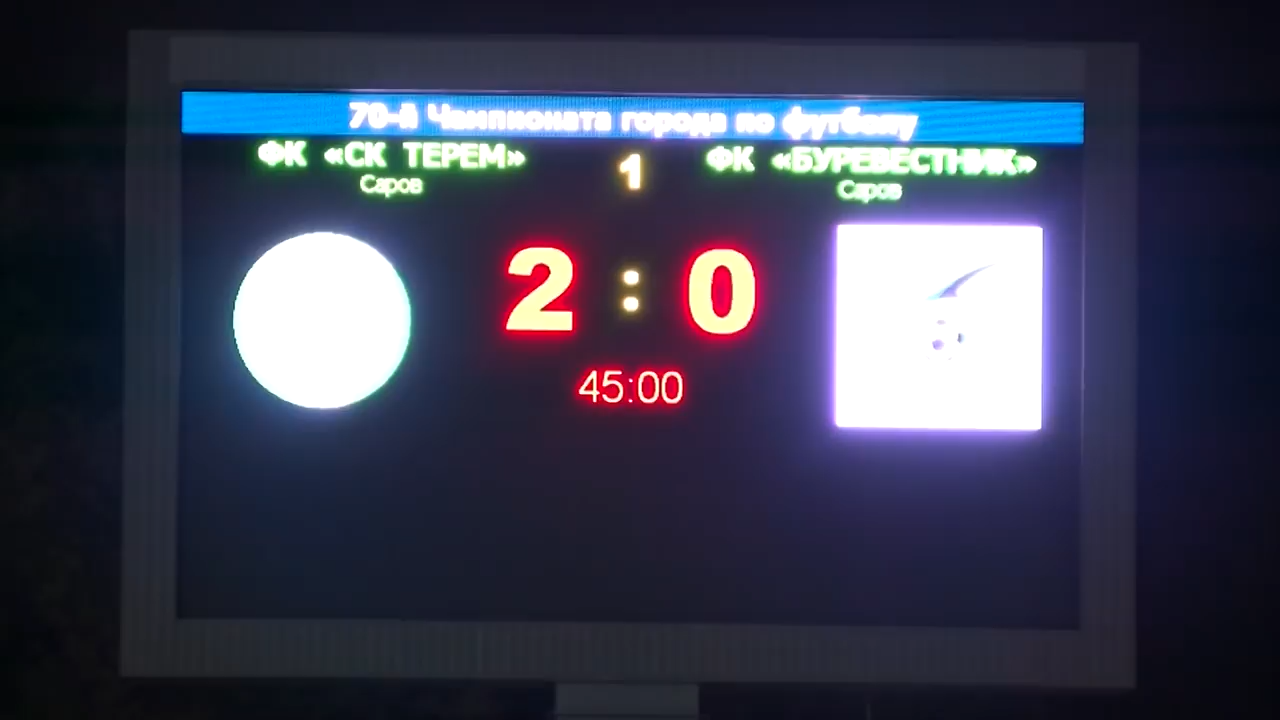 70-й Чемпионата города по футболу
ФК «СК ТЕРЕМ» 1 ФК «БУРЕВЕСТНИК»
Саров Саров
2 : 0
45:00